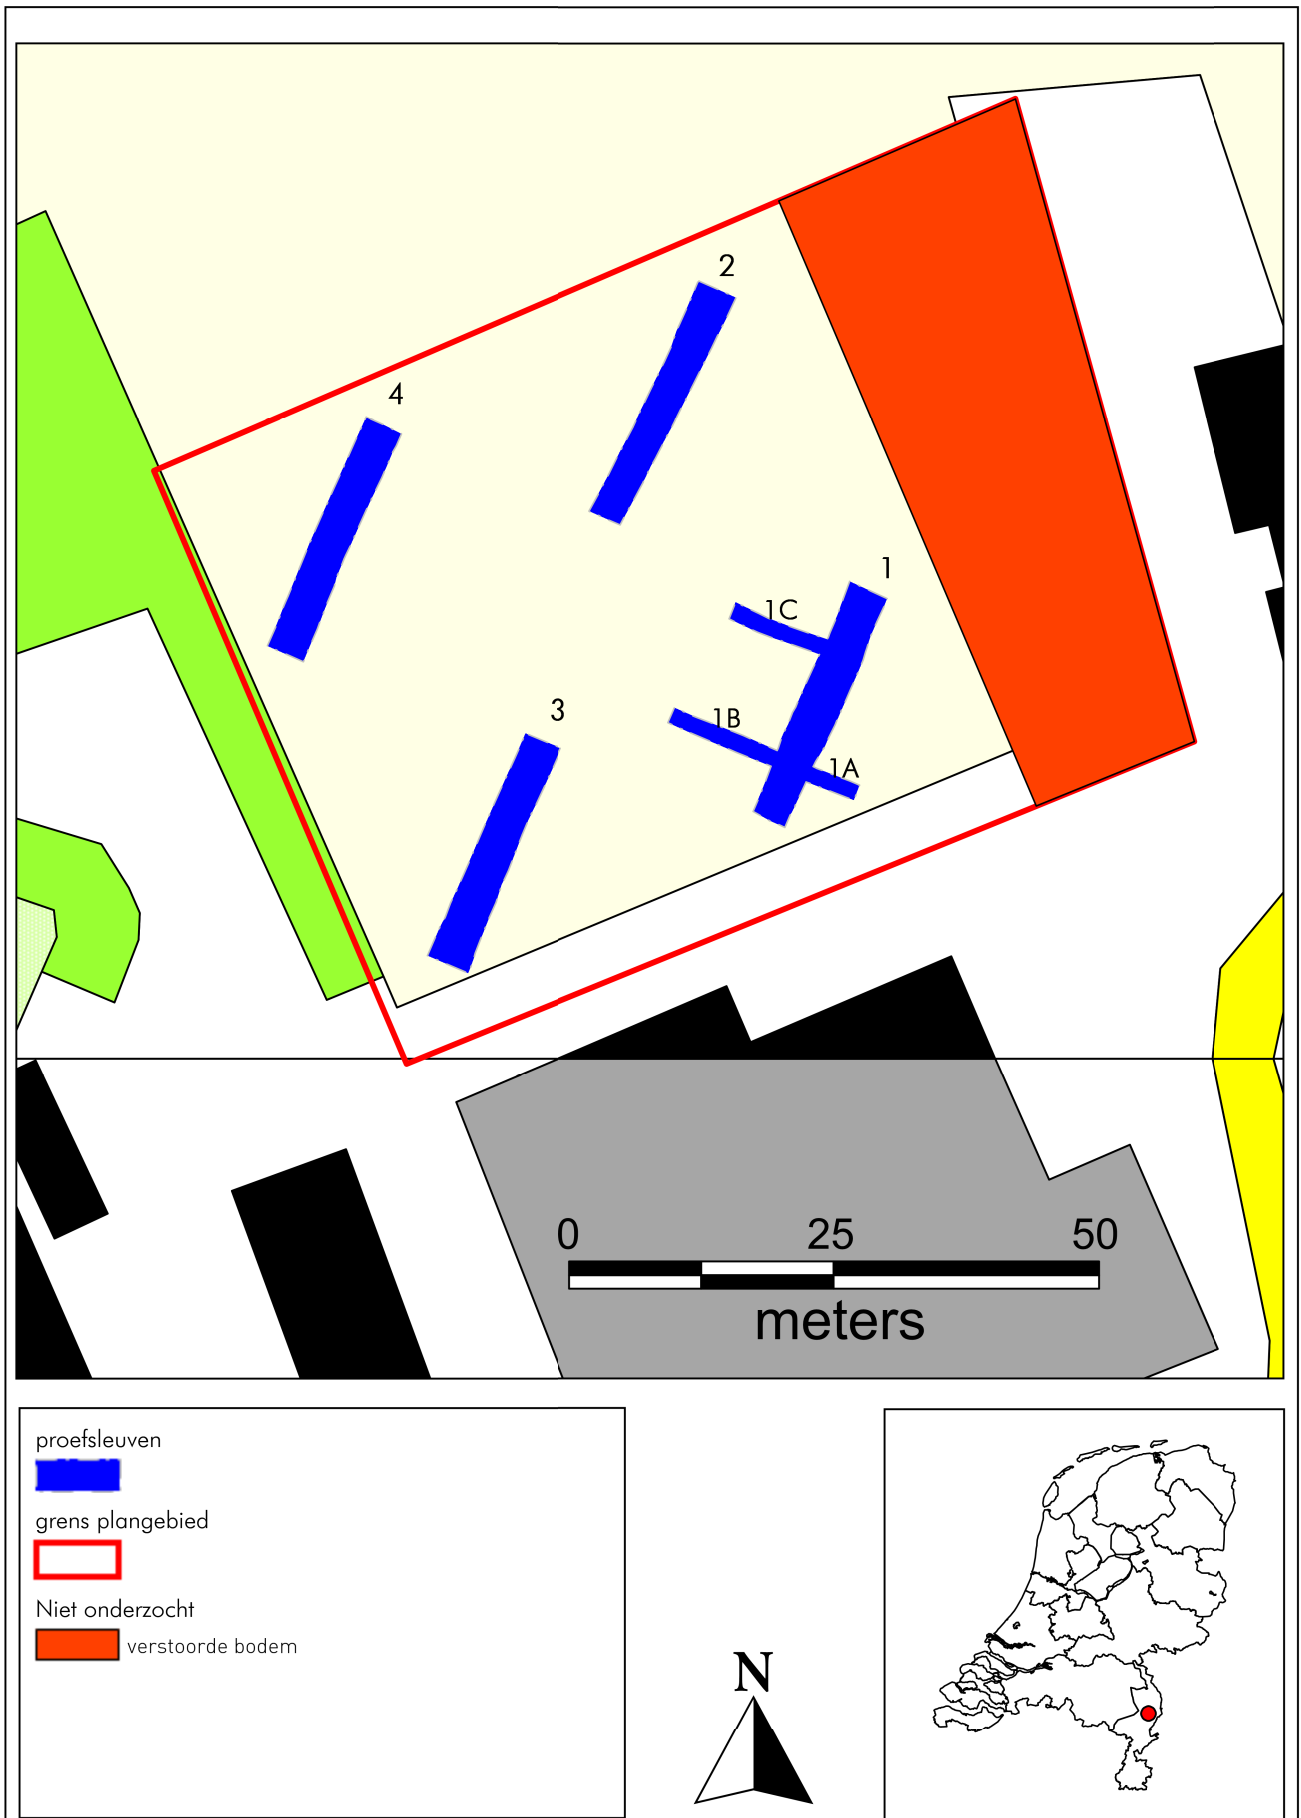 2
4
1
1C
3
1B
1A
0 25 50
meters
proefsleuven
grens plangebied
Niet onderzocht
verstoorde bodem
N